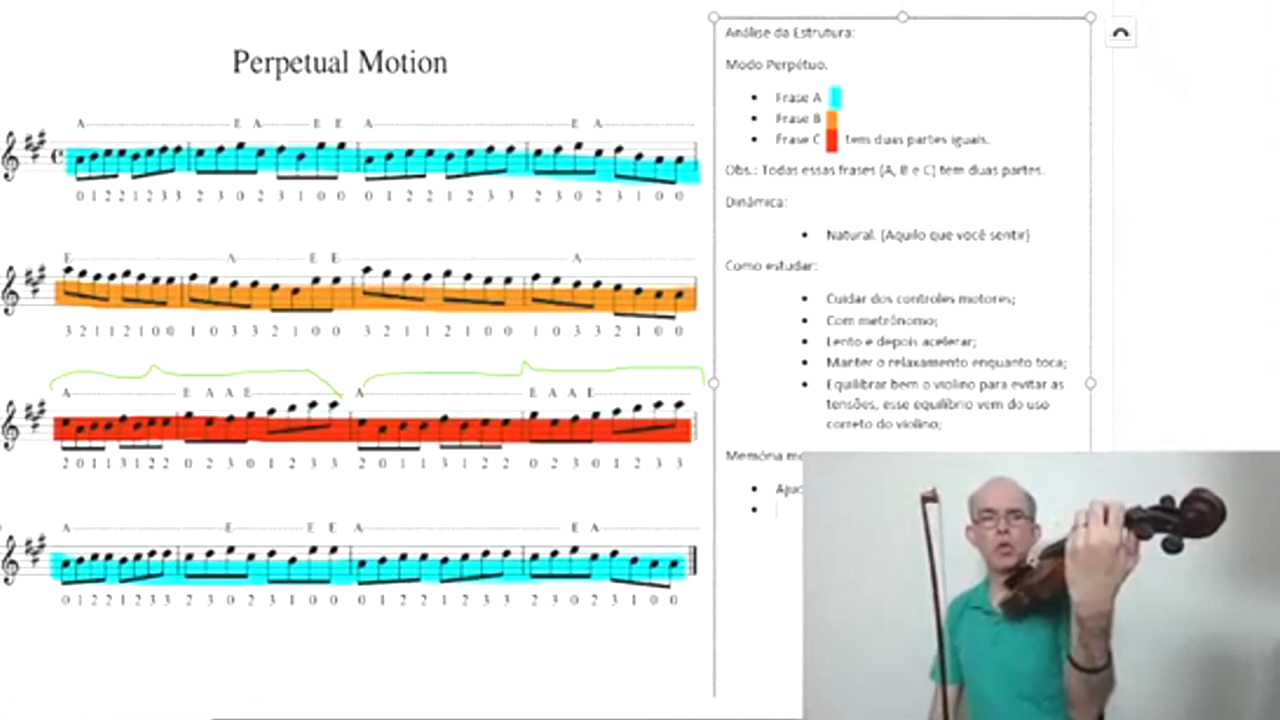 Perpetual Motion
A E A E E A E A
0 1 2 2 1 2 3 3 2 3 0 2 3 1 0 0 0 1 2 2 1 2 3 3 2 3 0 2 3 1 0 0
E A E E A
3 2 1 1 2 1 0 0 1 0 3 3 2 1 0 0 3 2 1 1 2 1 0 0 1 0 3 3 2 1 0 0
A E A A E A E A A E
2 0 1 1 3 1 2 2 0 2 3 0 1 2 3 3 2 0 1 1 3 1 2 2 0 2 3 0 1 2 3 3
A E E E A E A
0 1 2 2 1 2 3 3 2 3 0 2 3 1 0 0 0 1 2 2 1 2 3 3 2 3 0 2 3 1 0 0
Análise da Estrutura:
Modo Perpétuo.
• Frase A
• Frase B
• Frase C tem duas partes iguais.
Obs.: Todas essas frases (A, B e C) tem duas partes.
Dinâmica:
• Natural. (Aquilo que você sentir)
Como estudar:
• Cuidar dos controles motores;
• Com metrônomo;
• Lento e depois acelerar;
• Manter o relaxamento enquanto toca;
• Equilibrar bem o violino para evitar as
tensões, esse equilíbrio vem do uso
correto do violino;
Memória